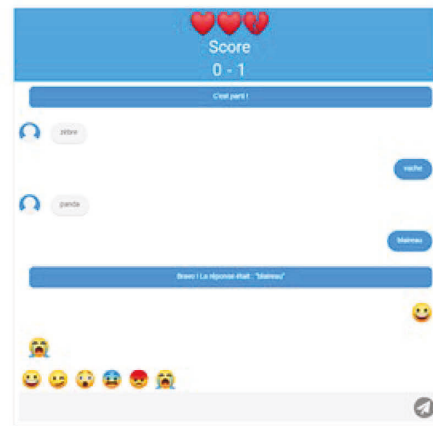 Score
0 - 1
C'est parti !
zèbre
vache
panda
blaireau
Bravo ! La réponse était : "blaireau"